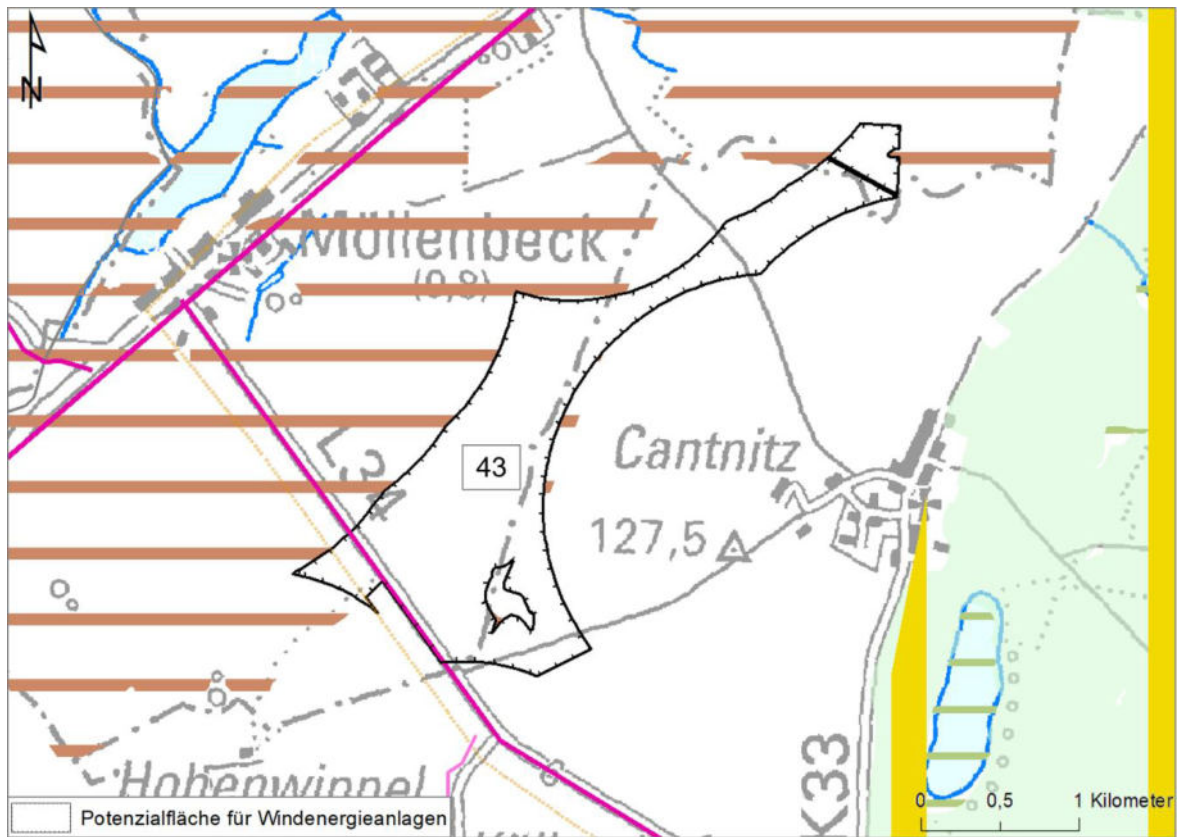 N
Möllenbeck
(0,8)
L34
43
Cantnitz
127,5
Hohenwippel
K33
Potenzialfläche für Windenergieanlagen
0 0,5 1 Kilometer